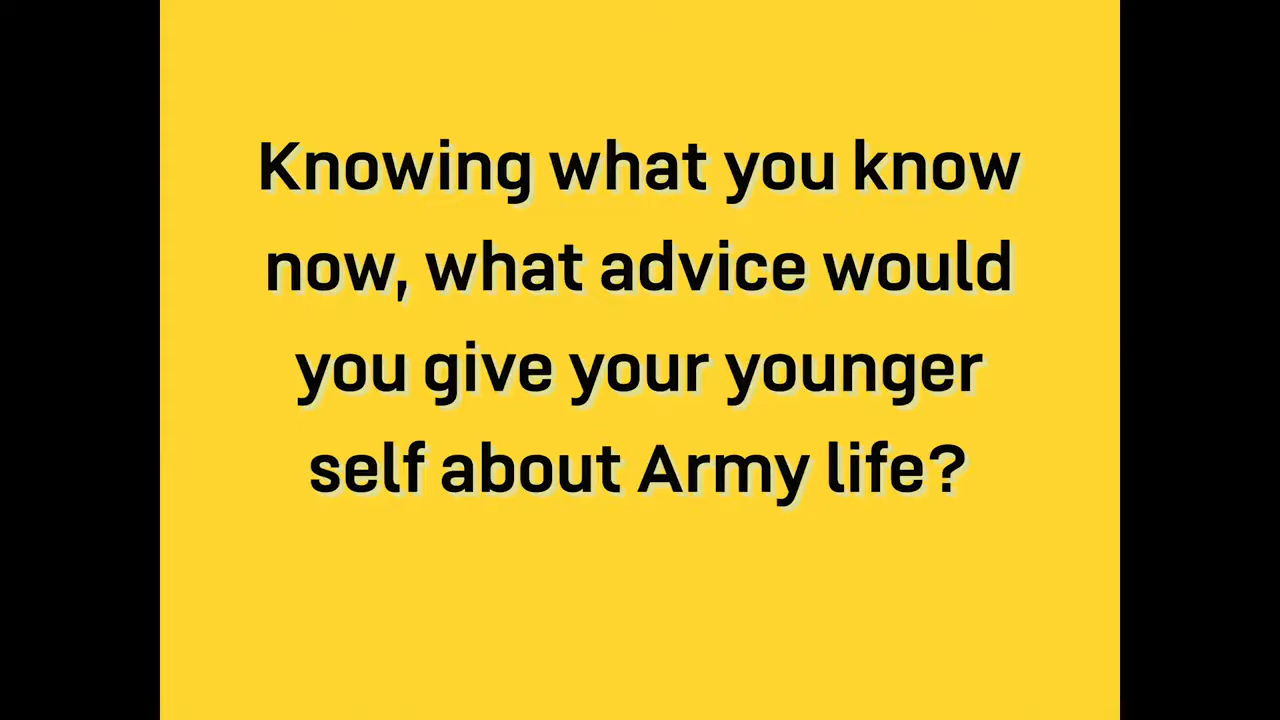 Knowing what you know
now, what advice would
you give your younger
self about Army life?